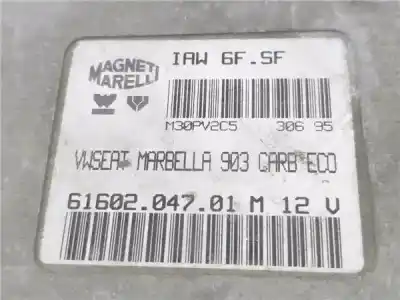 MAGNETI
MARELLI
IAW 6F.SF
M30PV2C5 306 95
VWSEAT MARBELLA 903 CARB ECO
61602.047.01 M 12 V